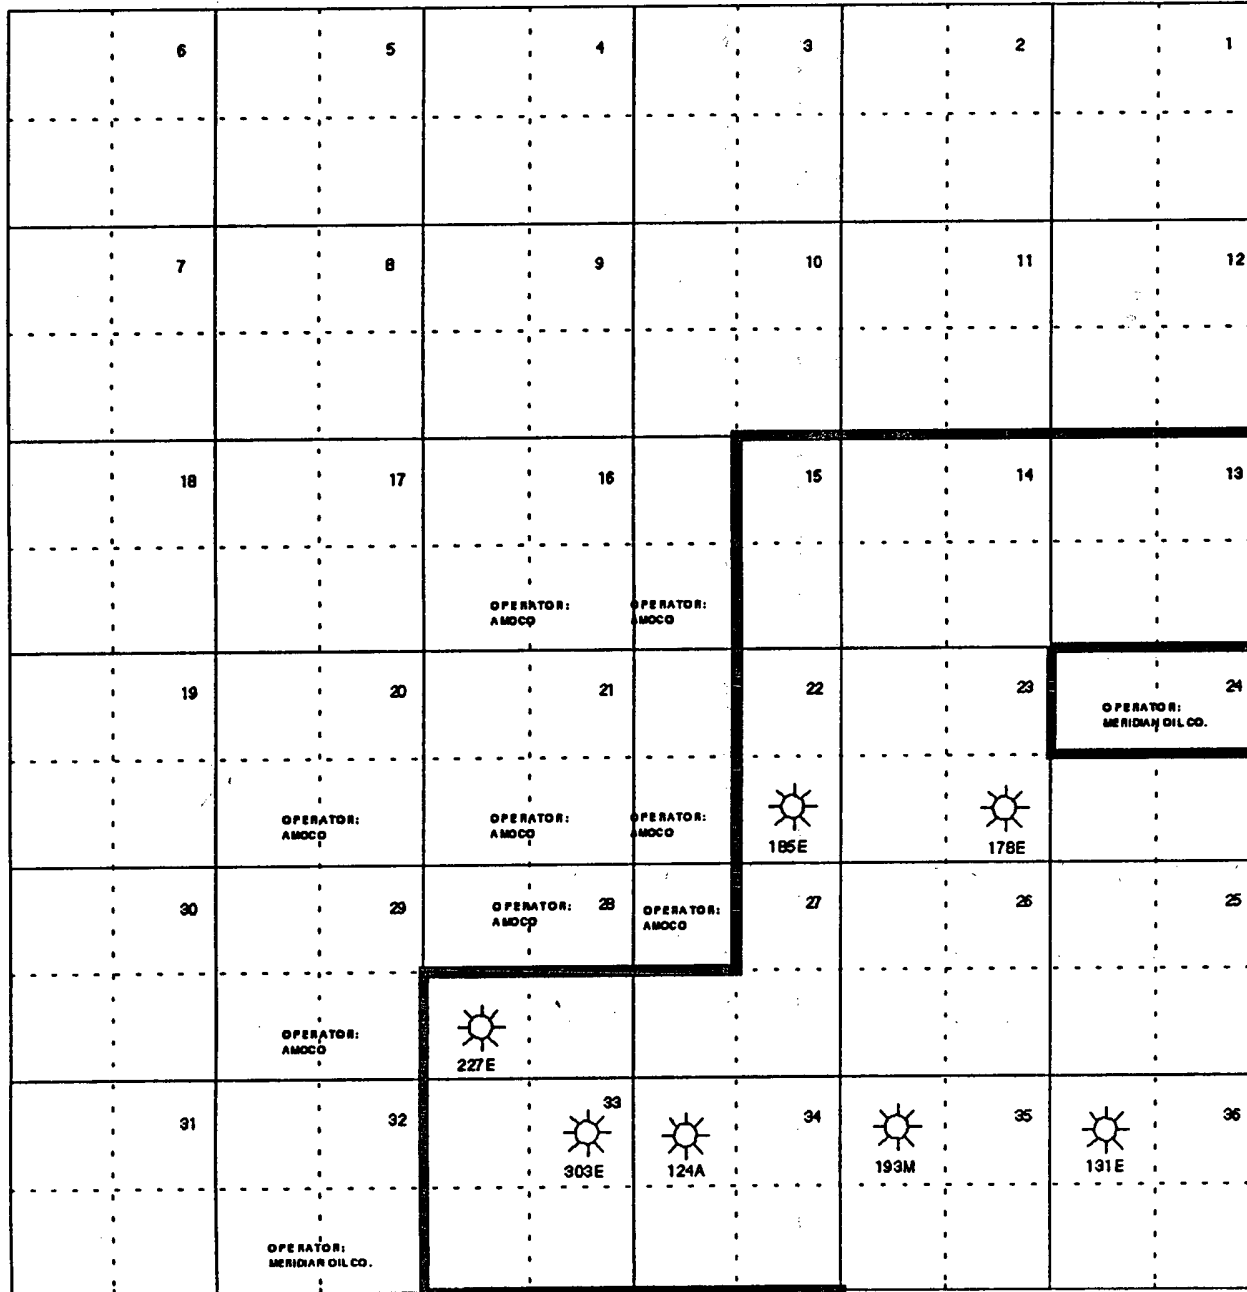 6 5 4 3 2 1
7 8 9 10 11 12
18 17 16 15 14 13
OPERATOR: OPERATOR:
AMOCO AMOCO
19 20 21 22 23 24
OPERATOR:
MERIDIAN OIL CO.
OPERATOR: OPERATOR: OPERATOR:
AMOCO AMOCO AMOCO
185E 178E
30 29 28 27 26 25
OPERATOR: OPERATOR:
AMOCO AMOCO
OPERATOR:
AMOCO
227E
31 32 33 34 35 36
303E 124A 193M 131E
OPERATOR:
MERIDIAN OIL CO.